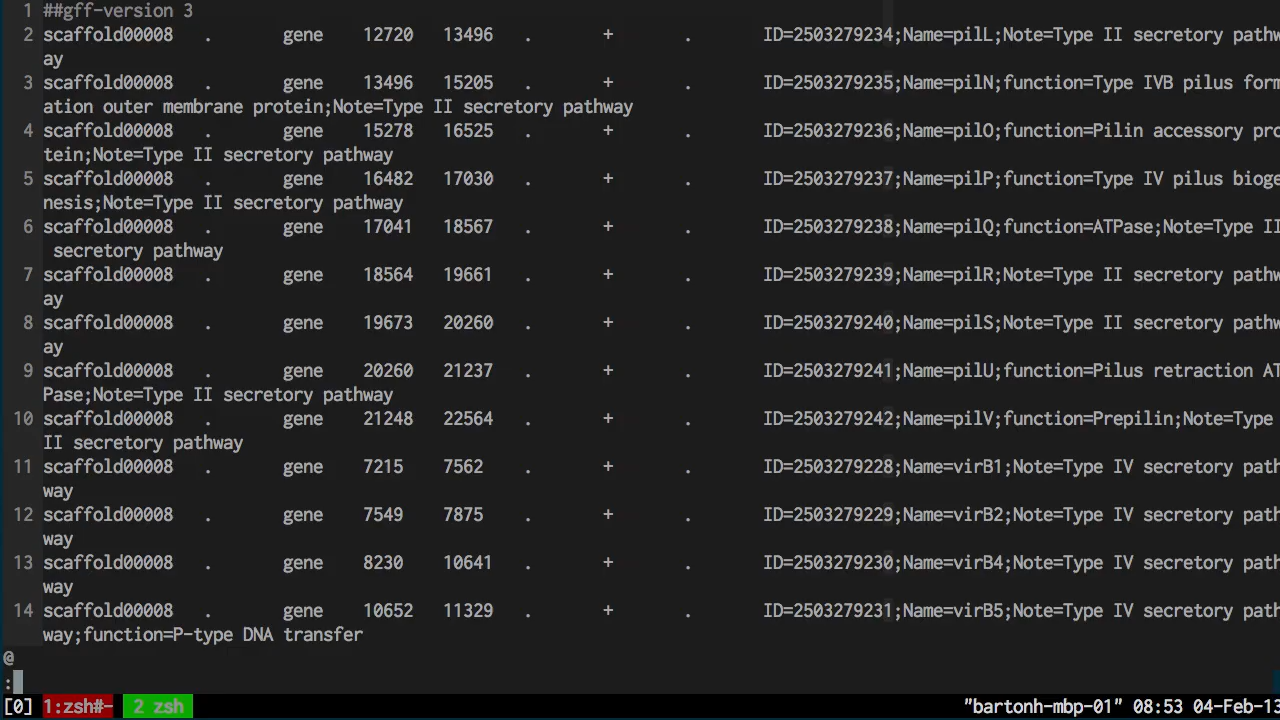 1 ##gff-version 3
2 scaffold00008 . gene 12720 13496 . + . ID=2503279234;Name=pilL;Note=Type II secretory pathw
ay
3 scaffold00008 . gene 13496 15205 . + . ID=2503279235;Name=pilN;function=Type IVB pilus form
ation outer membrane protein;Note=Type II secretory pathway
4 scaffold00008 . gene 15278 16525 . + . ID=2503279236;Name=pilO;function=Pilin accessory pro
tein;Note=Type II secretory pathway
5 scaffold00008 . gene 16482 17030 . + . ID=2503279237;Name=pilP;function=Type IV pilus bioge
nesis;Note=Type II secretory pathway
6 scaffold00008 . gene 17041 18567 . + . ID=2503279238;Name=pilQ;function=ATPase;Note=Type II
secretory pathway
7 scaffold00008 . gene 18564 19661 . + . ID=2503279239;Name=pilR;Note=Type II secretory pathw
ay
8 scaffold00008 . gene 19673 20260 . + . ID=2503279240;Name=pilS;Note=Type II secretory pathw
ay
9 scaffold00008 . gene 20260 21237 . + . ID=2503279241;Name=pilU;function=Pilus retraction AT
Pase;Note=Type II secretory pathway
10 scaffold00008 . gene 21248 22564 . + . ID=2503279242;Name=pilV;function=Prepilin;Note=Type
II secretory pathway
11 scaffold00008 . gene 7215 7562 . + . ID=2503279228;Name=virB1;Note=Type IV secretory path
way
12 scaffold00008 . gene 7549 7875 . + . ID=2503279229;Name=virB2;Note=Type IV secretory path
way
13 scaffold00008 . gene 8230 10641 . + . ID=2503279230;Name=virB4;Note=Type IV secretory path
way
14 scaffold00008 . gene 10652 11329 . + . ID=2503279231;Name=virB5;Note=Type IV secretory path
way;function=P-type DNA transfer
@
:
[0] 1:zsh#- 2 zsh "bartonh-mbp-01" 08:53 04-Feb-13